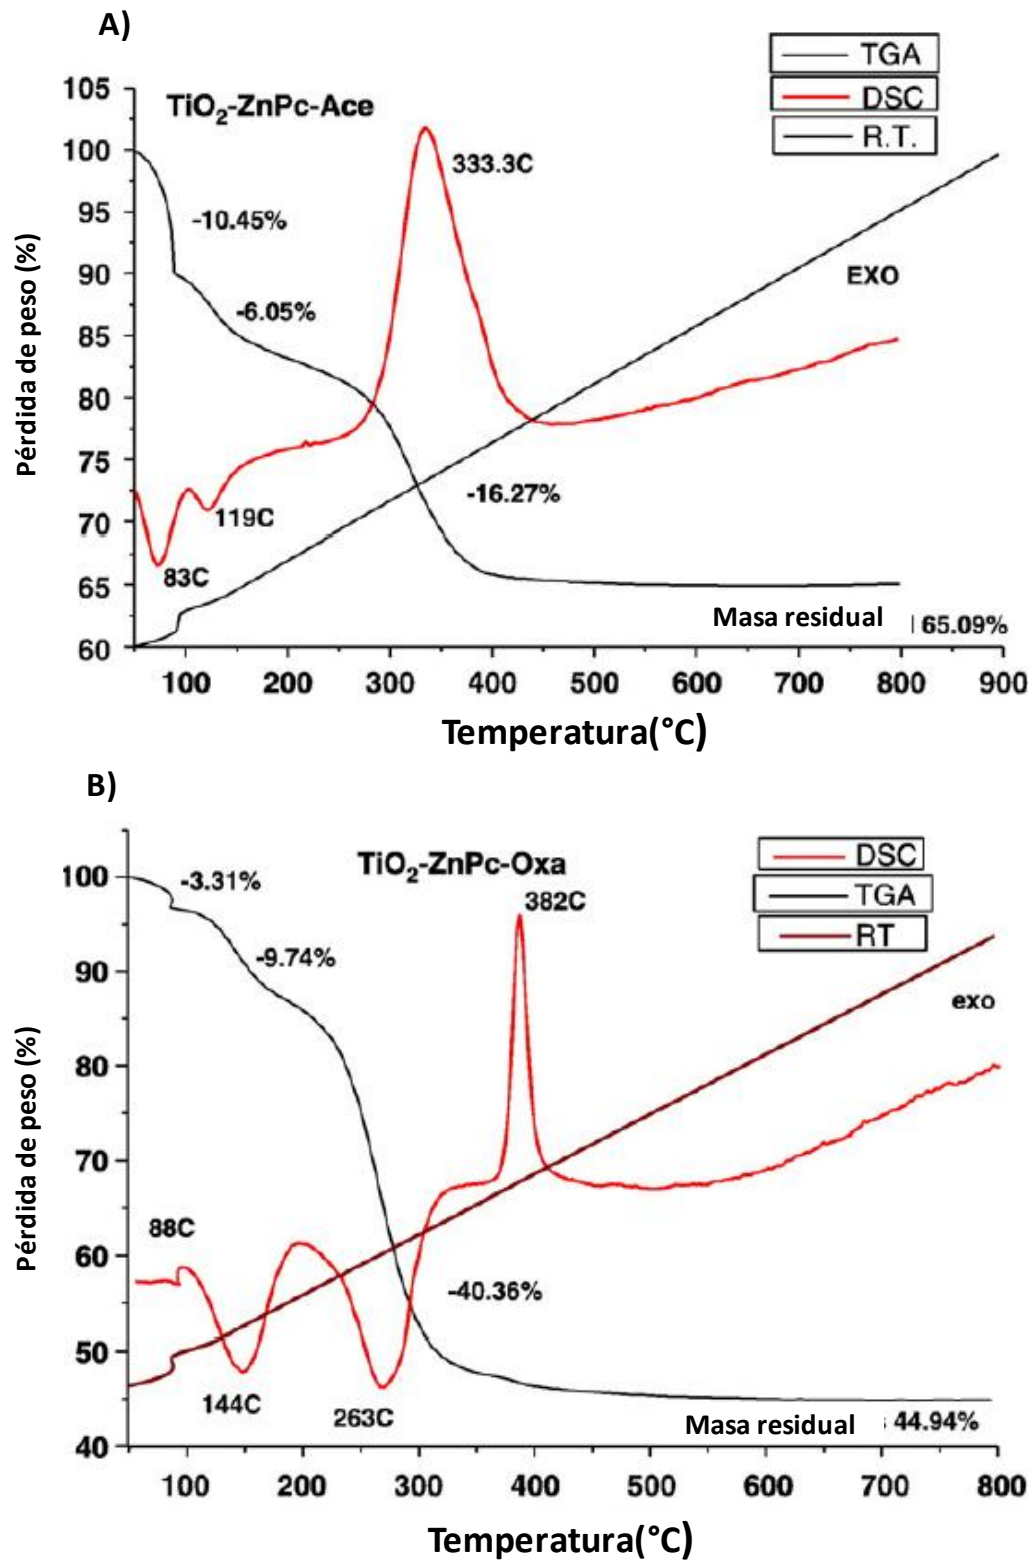 A)
TGA
DSC
R.T.
TiO₂-ZnPc-Ace
105
100
95
90
85
80
75
70
65
60
Pérdida de peso (%)
333.3C
-10.45%
-6.05%
EXO
-16.27%
119C
83C
Masa residual 65.09%
100 200 300 400 500 600 700 800 900
Temperatura(°C)
B)
DSC
TGA
RT
TiO₂-ZnPc-Oxa
100
90
80
70
60
50
40
Pérdida de peso (%)
-3.31%
382C
-9.74%
exo
88C
-40.36%
144C
263C
Masa residual 44.94%
100 200 300 400 500 600 700 800
Temperatura(°C)